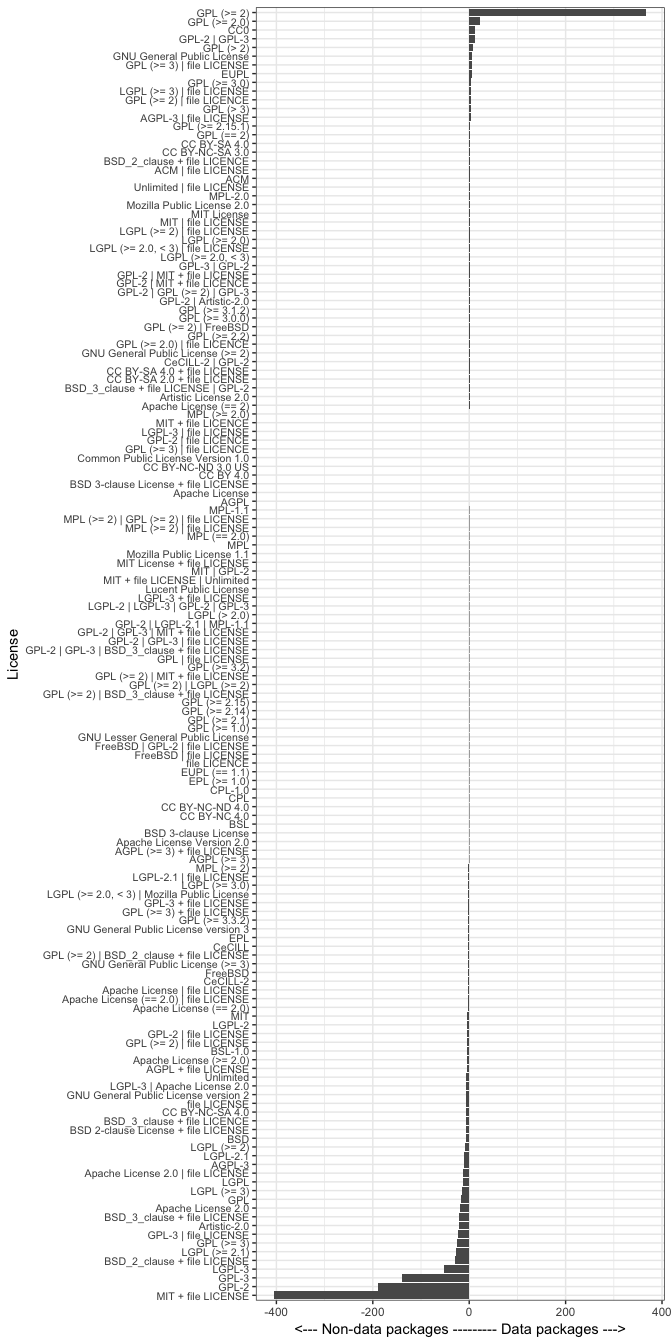 GPL (>= 2)
GPL (>= 2.0)
CC0
GPL-2 | GPL-3
GPL (> 2)
GNU General Public License
GPL (>= 3) | file LICENSE
EUPL
GPL (>= 3.0)
LGPL (>= 3) | file LICENSE
GPL (>= 2) | file LICENCE
GPL (> 3)
AGPL-3 | file LICENSE
GPL (>= 2.15.1)
GPL (== 2)
CC BY-SA 4.0
CC BY-NC-SA 3.0
BSD_2_clause + file LICENCE
ACM | file LICENSE
ACM
Unlimited | file LICENSE
MPL-2.0
Mozilla Public License 2.0
MIT License
MIT | file LICENSE
LGPL (>= 2) | file LICENSE
LGPL (>= 2.0)
LGPL (>= 2.0, < 3) | file LICENSE
LGPL (>= 2.0, < 3)
GPL-3 | GPL-2
GPL-2 | MIT + file LICENSE
GPL-2 | MIT + file LICENCE
GPL-2 | GPL (>= 2) | GPL-3
GPL-2 | Artistic-2.0
GPL (>= 3.1.2)
GPL (>= 3.0.0)
GPL (>= 2) | FreeBSD
GPL (>= 2.2)
GPL (>= 2.0) | file LICENCE
GNU General Public License (>= 2)
CeCILL-2 | GPL-2
CC BY-SA 4.0 + file LICENSE
CC BY-SA 2.0 + file LICENSE
BSD_3_clause + file LICENSE | GPL-2
Artistic License 2.0
Apache License (== 2)
MPL (>= 2.0)
MIT + file LICENCE
LGPL-3 | file LICENSE
GPL-2 | file LICENCE
GPL (>= 3) | file LICENCE
Common Public License Version 1.0
CC BY-NC-ND 3.0 US
CC BY 4.0
BSD 3-clause License + file LICENSE
Apache License
AGPL
MPL-1.1
MPL (>= 2) | GPL (>= 2) | file LICENSE
MPL (>= 2) | file LICENSE
MPL (== 2.0)
MPL
Mozilla Public License 1.1
MIT License + file LICENSE
MIT | GPL-2
MIT + file LICENSE | Unlimited
Lucent Public License
LGPL-3 + file LICENSE
LGPL-2 | LGPL-3 | GPL-2 | GPL-3
LGPL (> 2.0)
GPL-2 | LGPL-2.1 | MPL-1.1
GPL-2 | GPL-3 | MIT + file LICENSE
GPL-2 | GPL-3 | file LICENSE
GPL-2 | GPL-3 | BSD_3_clause + file LICENSE
GPL | file LICENSE
GPL (>= 3.2)
GPL (>= 2) | MIT + file LICENSE
GPL (>= 2) | LGPL (>= 2)
GPL (>= 2) | BSD_3_clause + file LICENSE
GPL (>= 2.15)
GPL (>= 2.14)
GPL (>= 2.1)
GPL (>= 1.0)
GNU Lesser General Public License
FreeBSD | GPL-2 | file LICENSE
FreeBSD | file LICENSE
file LICENCE
EUPL (== 1.1)
EPL (>= 1.0)
CPL-1.0
CPL
CC BY-NC-ND 4.0
CC BY-NC 4.0
BSL
BSD 3-clause License
Apache License Version 2.0
AGPL (>= 3) + file LICENSE
AGPL (>= 3)
MPL (>= 2)
LGPL-2.1 | file LICENSE
LGPL (>= 3.0)
LGPL (>= 2.0, < 3) | Mozilla Public License
GPL-3 + file LICENSE
GPL (>= 3) + file LICENSE
GPL (>= 3.3.2)
GNU General Public License version 3
EPL
CeCILL
GPL (>= 2) | BSD_2_clause + file LICENSE
GNU General Public License (>= 3)
FreeBSD
CeCILL-2
Apache License | file LICENSE
Apache License (== 2.0) | file LICENSE
Apache License (== 2.0)
MIT
LGPL-2
GPL-2 | file LICENSE
GPL (>= 2) | file LICENSE
BSL-1.0
Apache License (>= 2.0)
AGPL + file LICENSE
Unlimited
LGPL-3 | Apache License 2.0
GNU General Public License version 2
file LICENSE
CC BY-NC-SA 4.0
BSD_3_clause + file LICENCE
BSD 2-clause License + file LICENSE
BSD
LGPL (>= 2)
LGPL-2.1
AGPL-3
Apache License 2.0 | file LICENSE
LGPL
LGPL (>= 3)
GPL
Apache License 2.0
BSD_3_clause + file LICENSE
Artistic-2.0
GPL-3 | file LICENSE
GPL (>= 3)
LGPL (>= 2.1)
BSD_2_clause + file LICENSE
LGPL-3
GPL-3
GPL-2
MIT + file LICENSE
License
-400 -200 0 200 400
<--- Non-data packages --------- Data packages --->